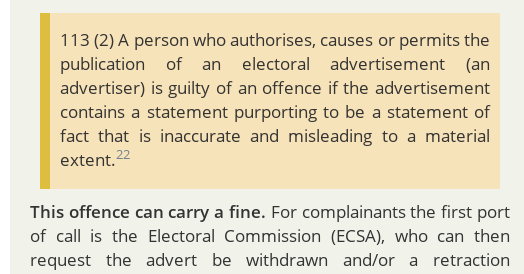 113 (2) A person who authorises, causes or permits the
publication of an electoral advertisement (an
advertiser) is guilty of an offence if the advertisement
contains a statement purporting to be a statement of
fact that is inaccurate and misleading to a material
extent.22
This offence can carry a fine. For complainants the first port
of call is the Electoral Commission (ECSA), who can then
request the advert be withdrawn and/or a retraction